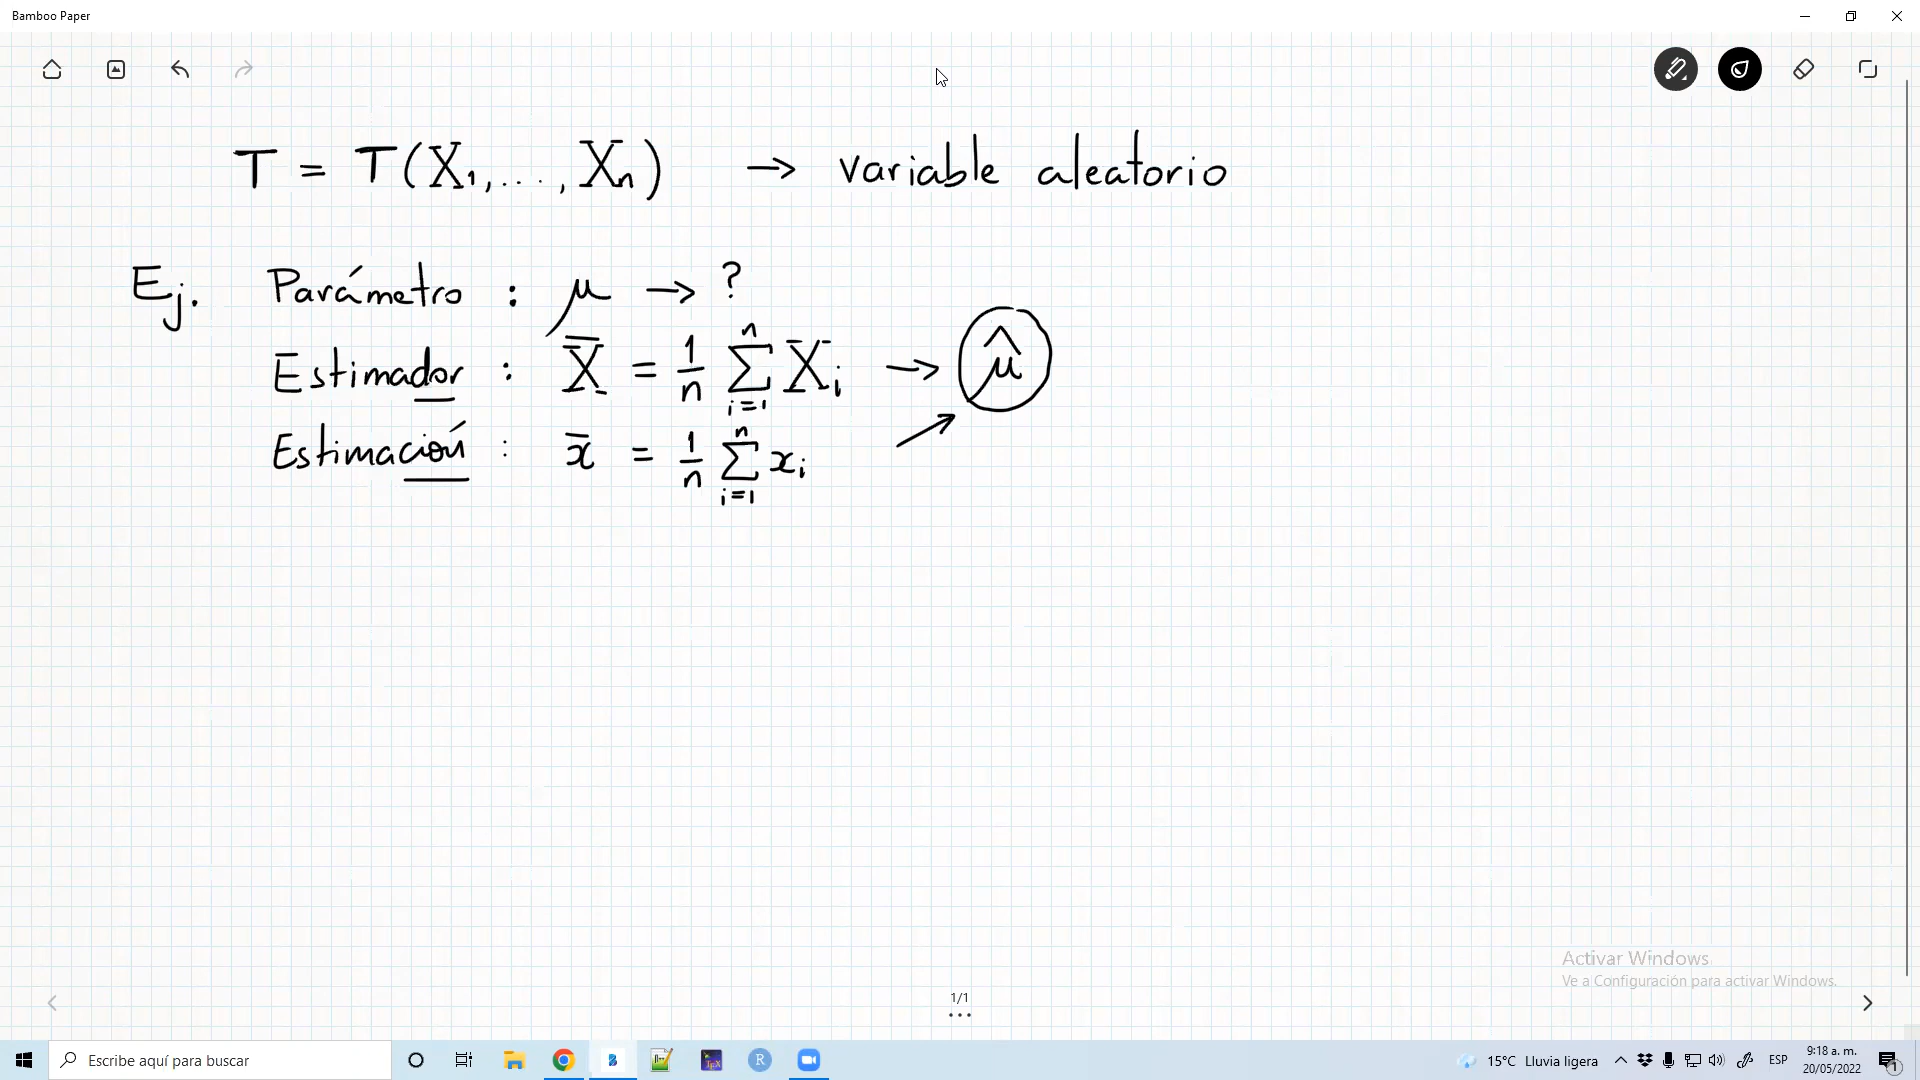 Bamboo Paper
T = T(X₁,...,Xₙ) → variable aleatorio
Ej. Parámetro : μ → ?
Estimador : X̄ = 1/n ∑ᵢ₌₁ⁿ Xᵢ → μ̂
Estimación : x̄ = 1/n ∑ᵢ₌₁ⁿ xᵢ
Activar Windows
Ve a Configuración para activar Windows.
1/1
Escribe aquí para buscar
15°C Lluvia ligera
ESP
9:18 a. m.
20/05/2022
1